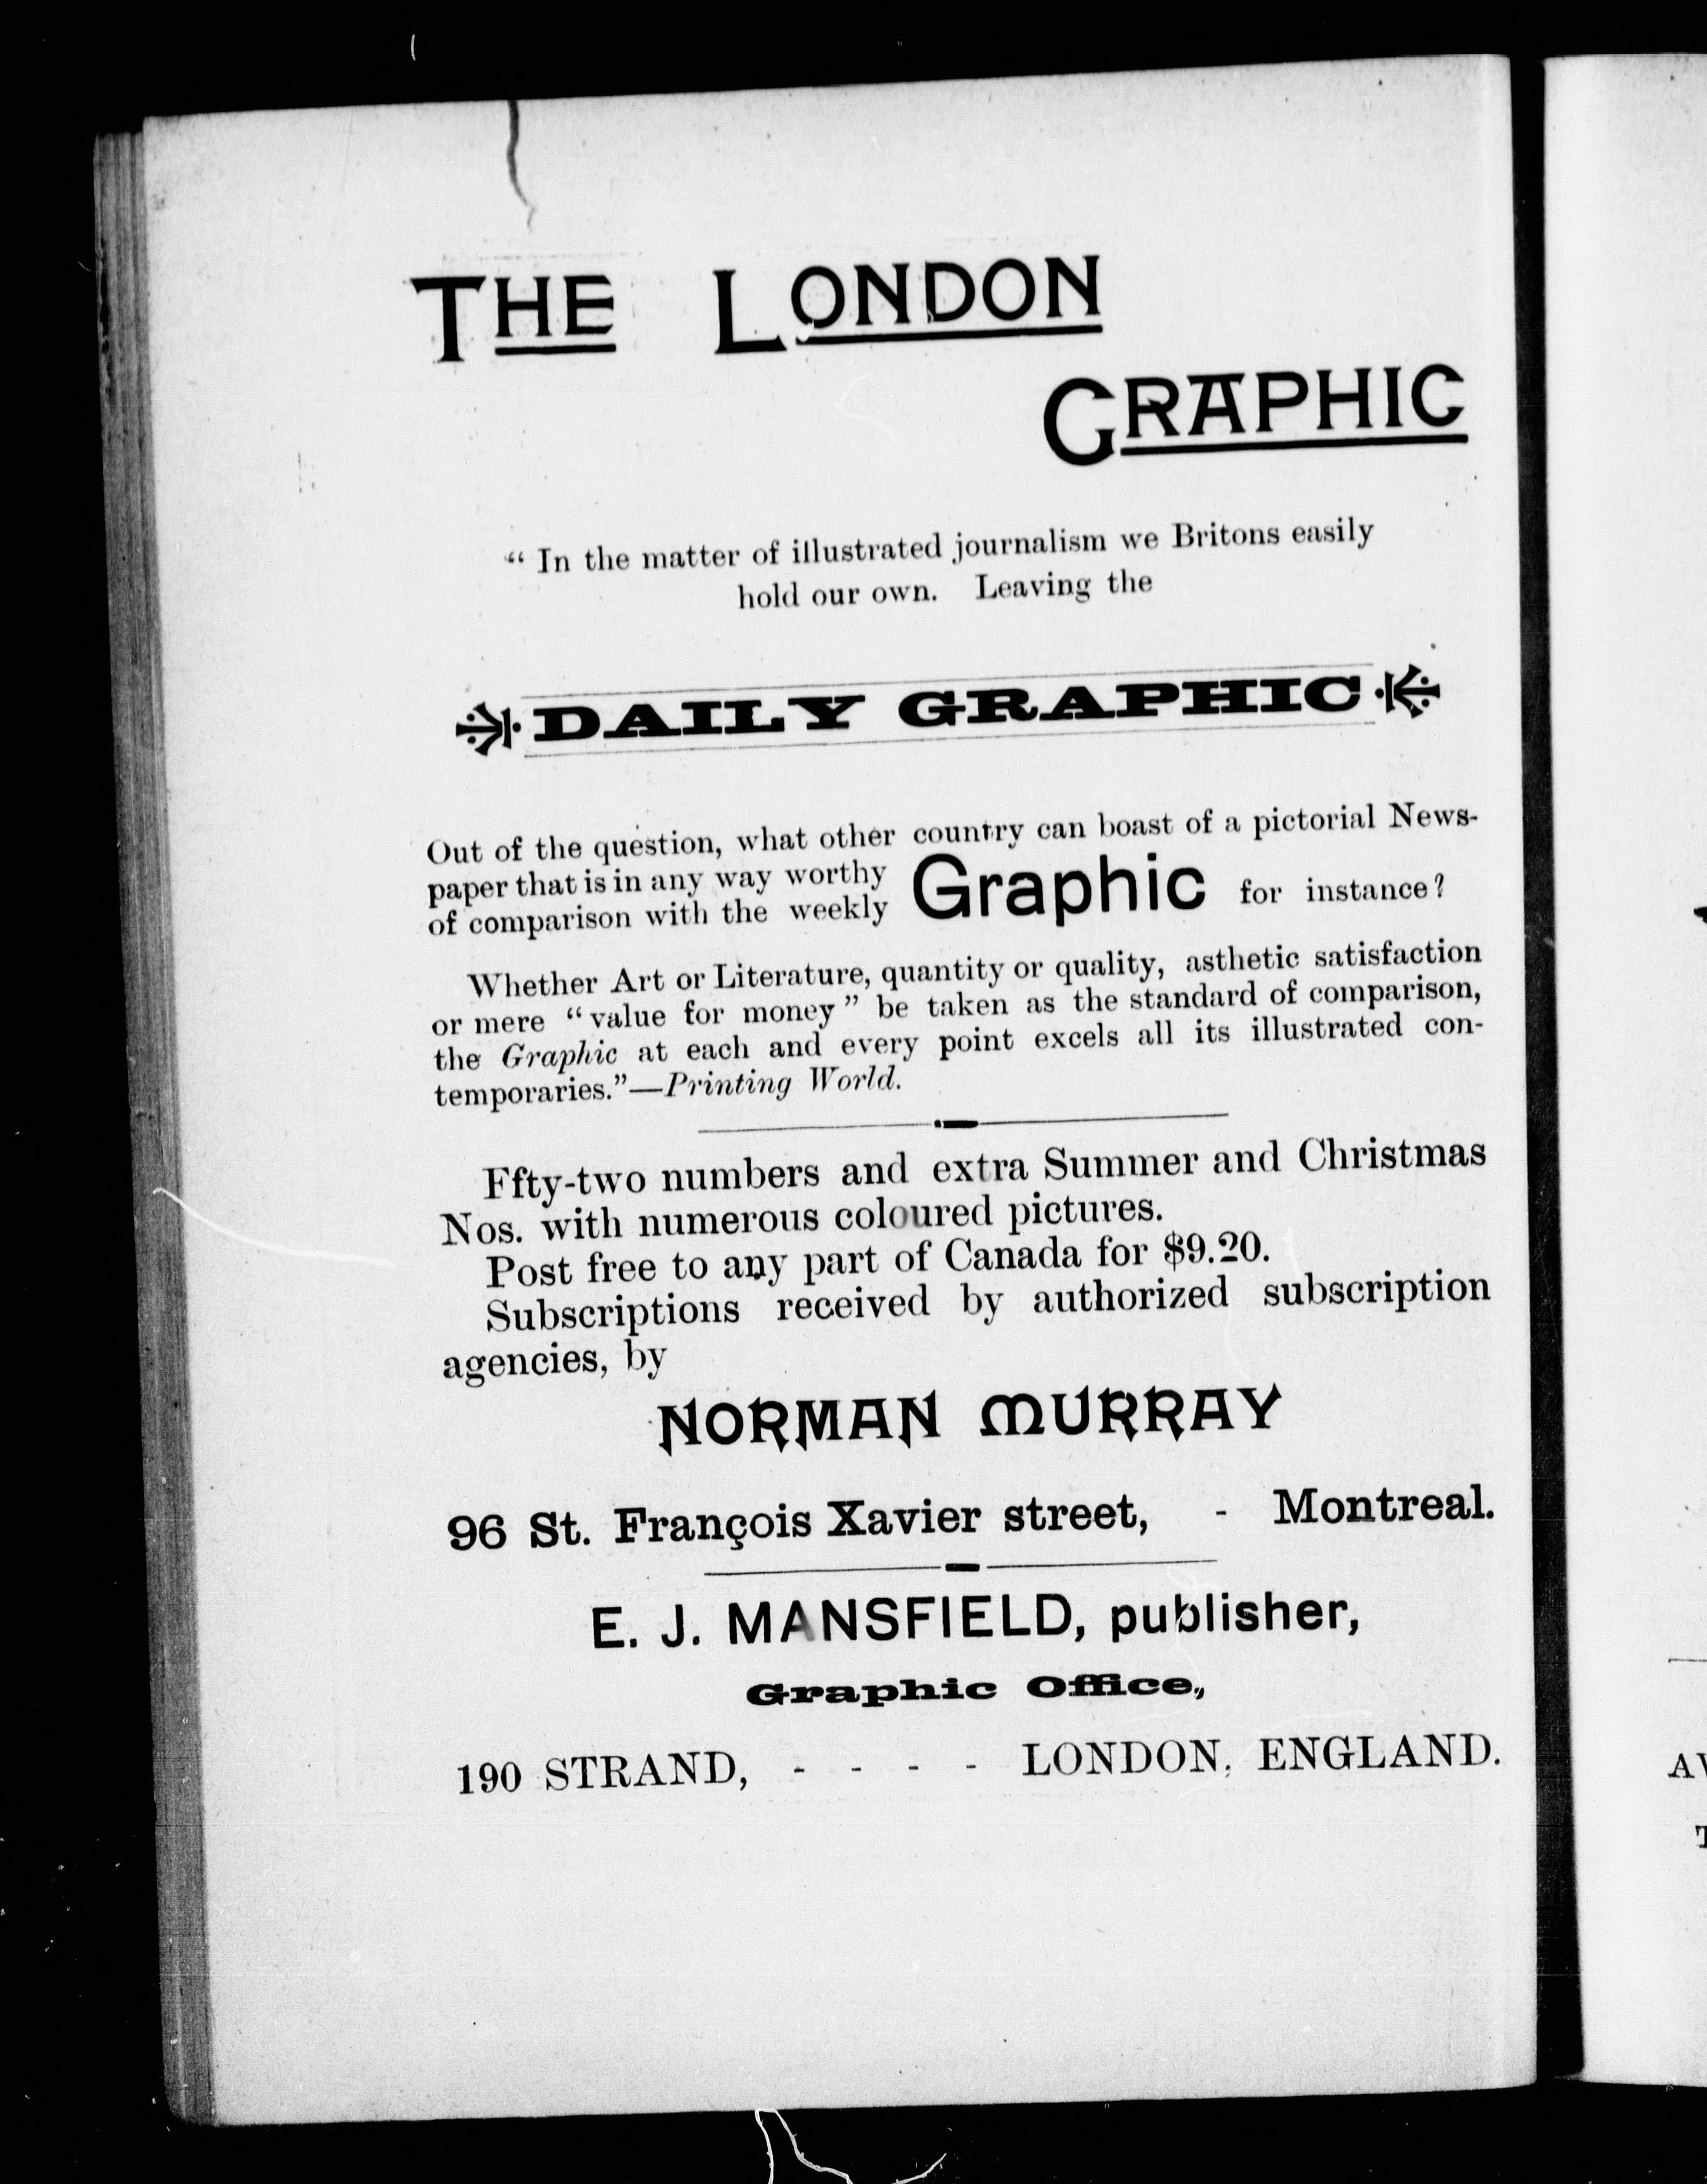 THE LONDON
GRAPHIC
“ In the matter of illustrated journalism we Britons easily
hold our own. Leaving the
DAILY GRAPHIC
Out of the question, what other country can boast of a pictorial News-
paper that is in any way worthy
of comparison with the weekly Graphic for instance?
Whether Art or Literature, quantity or quality, asthetic satisfaction
or mere “value for money” be taken as the standard of comparison,
the Graphic at each and every point excels all its illustrated con-
temporaries.”—Printing World.
Ffty-two numbers and extra Summer and Christmas
Nos. with numerous coloured pictures.
Post free to any part of Canada for $9.20.
Subscriptions received by authorized subscription
agencies, by
NORMAN MURRAY
96 St. François Xavier street, - Montreal.
E. J. MANSFIELD, publisher,
Graphic Office,
190 STRAND, - - - - LONDON, ENGLAND.